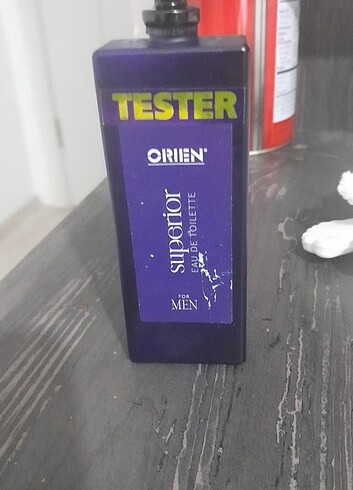 TESTER
ORIEN®
superior
EAU DE TOILETTE
FOR
MEN